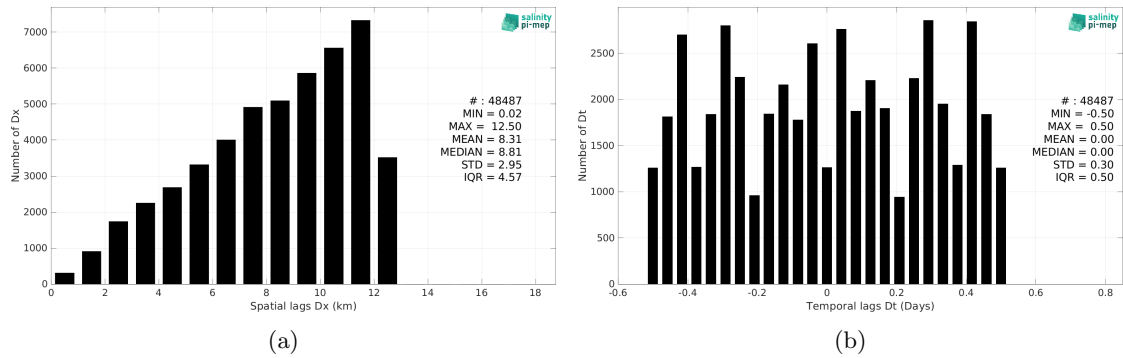 salinity
pi-mep
7000
6000
5000
4000
3000
2000
1000
0
Number of Dx
# : 48487
MIN = 0.02
MAX = 12.50
MEAN = 8.31
MEDIAN = 8.81
STD = 2.95
IQR = 4.57
0 2 4 6 8 10 12 14 16 18
Spatial lags Dx (km)
(a)
salinity
pi-mep
2500
2000
1500
1000
500
0
Number of Dt
# : 48487
MIN = -0.50
MAX = 0.50
MEAN = 0.00
MEDIAN = 0.00
STD = 0.30
IQR = 0.50
-0.6 -0.4 -0.2 0 0.2 0.4 0.6 0.8
Temporal lags Dt (Days)
(b)